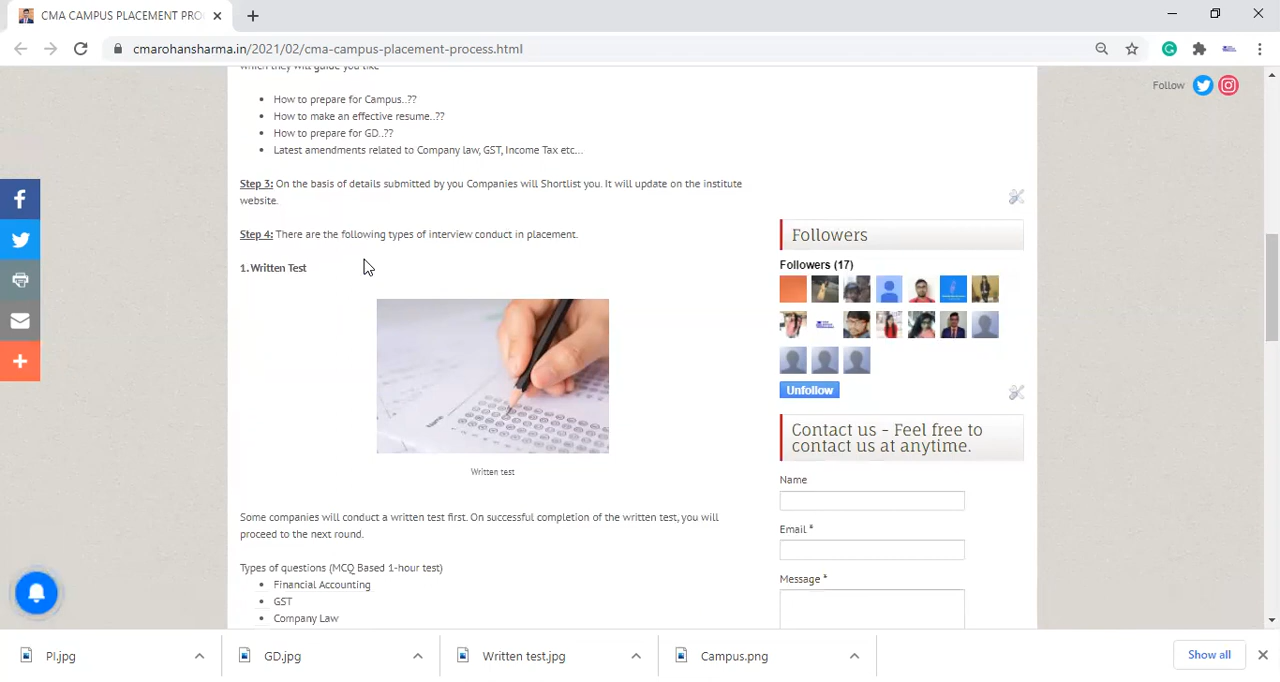 CMA CAMPUS PLACEMENT PRO
cmarohansharma.in/2021/02/cma-campus-placement-process.html
Follow
which they will guide you like
How to prepare for Campus..??
How to make an effective resume..??
How to prepare for GD..??
Latest amendments related to Company law, GST, Income Tax etc...
Step 3: On the basis of details submitted by you Companies will Shortlist you. It will update on the institute
website.
Step 4: There are the following types of interview conduct in placement.
1. Written Test
Written test
Some companies will conduct a written test first. On successful completion of the written test, you will
proceed to the next round.
Types of questions (MCQ Based 1-hour test)
Financial Accounting
GST
Company Law
Followers
Followers (17)
Unfollow
Contact us - Feel free to
contact us at anytime.
Name
Email *
Message *
PI.jpg
GD.jpg
Written test.jpg
Campus.png
Show all